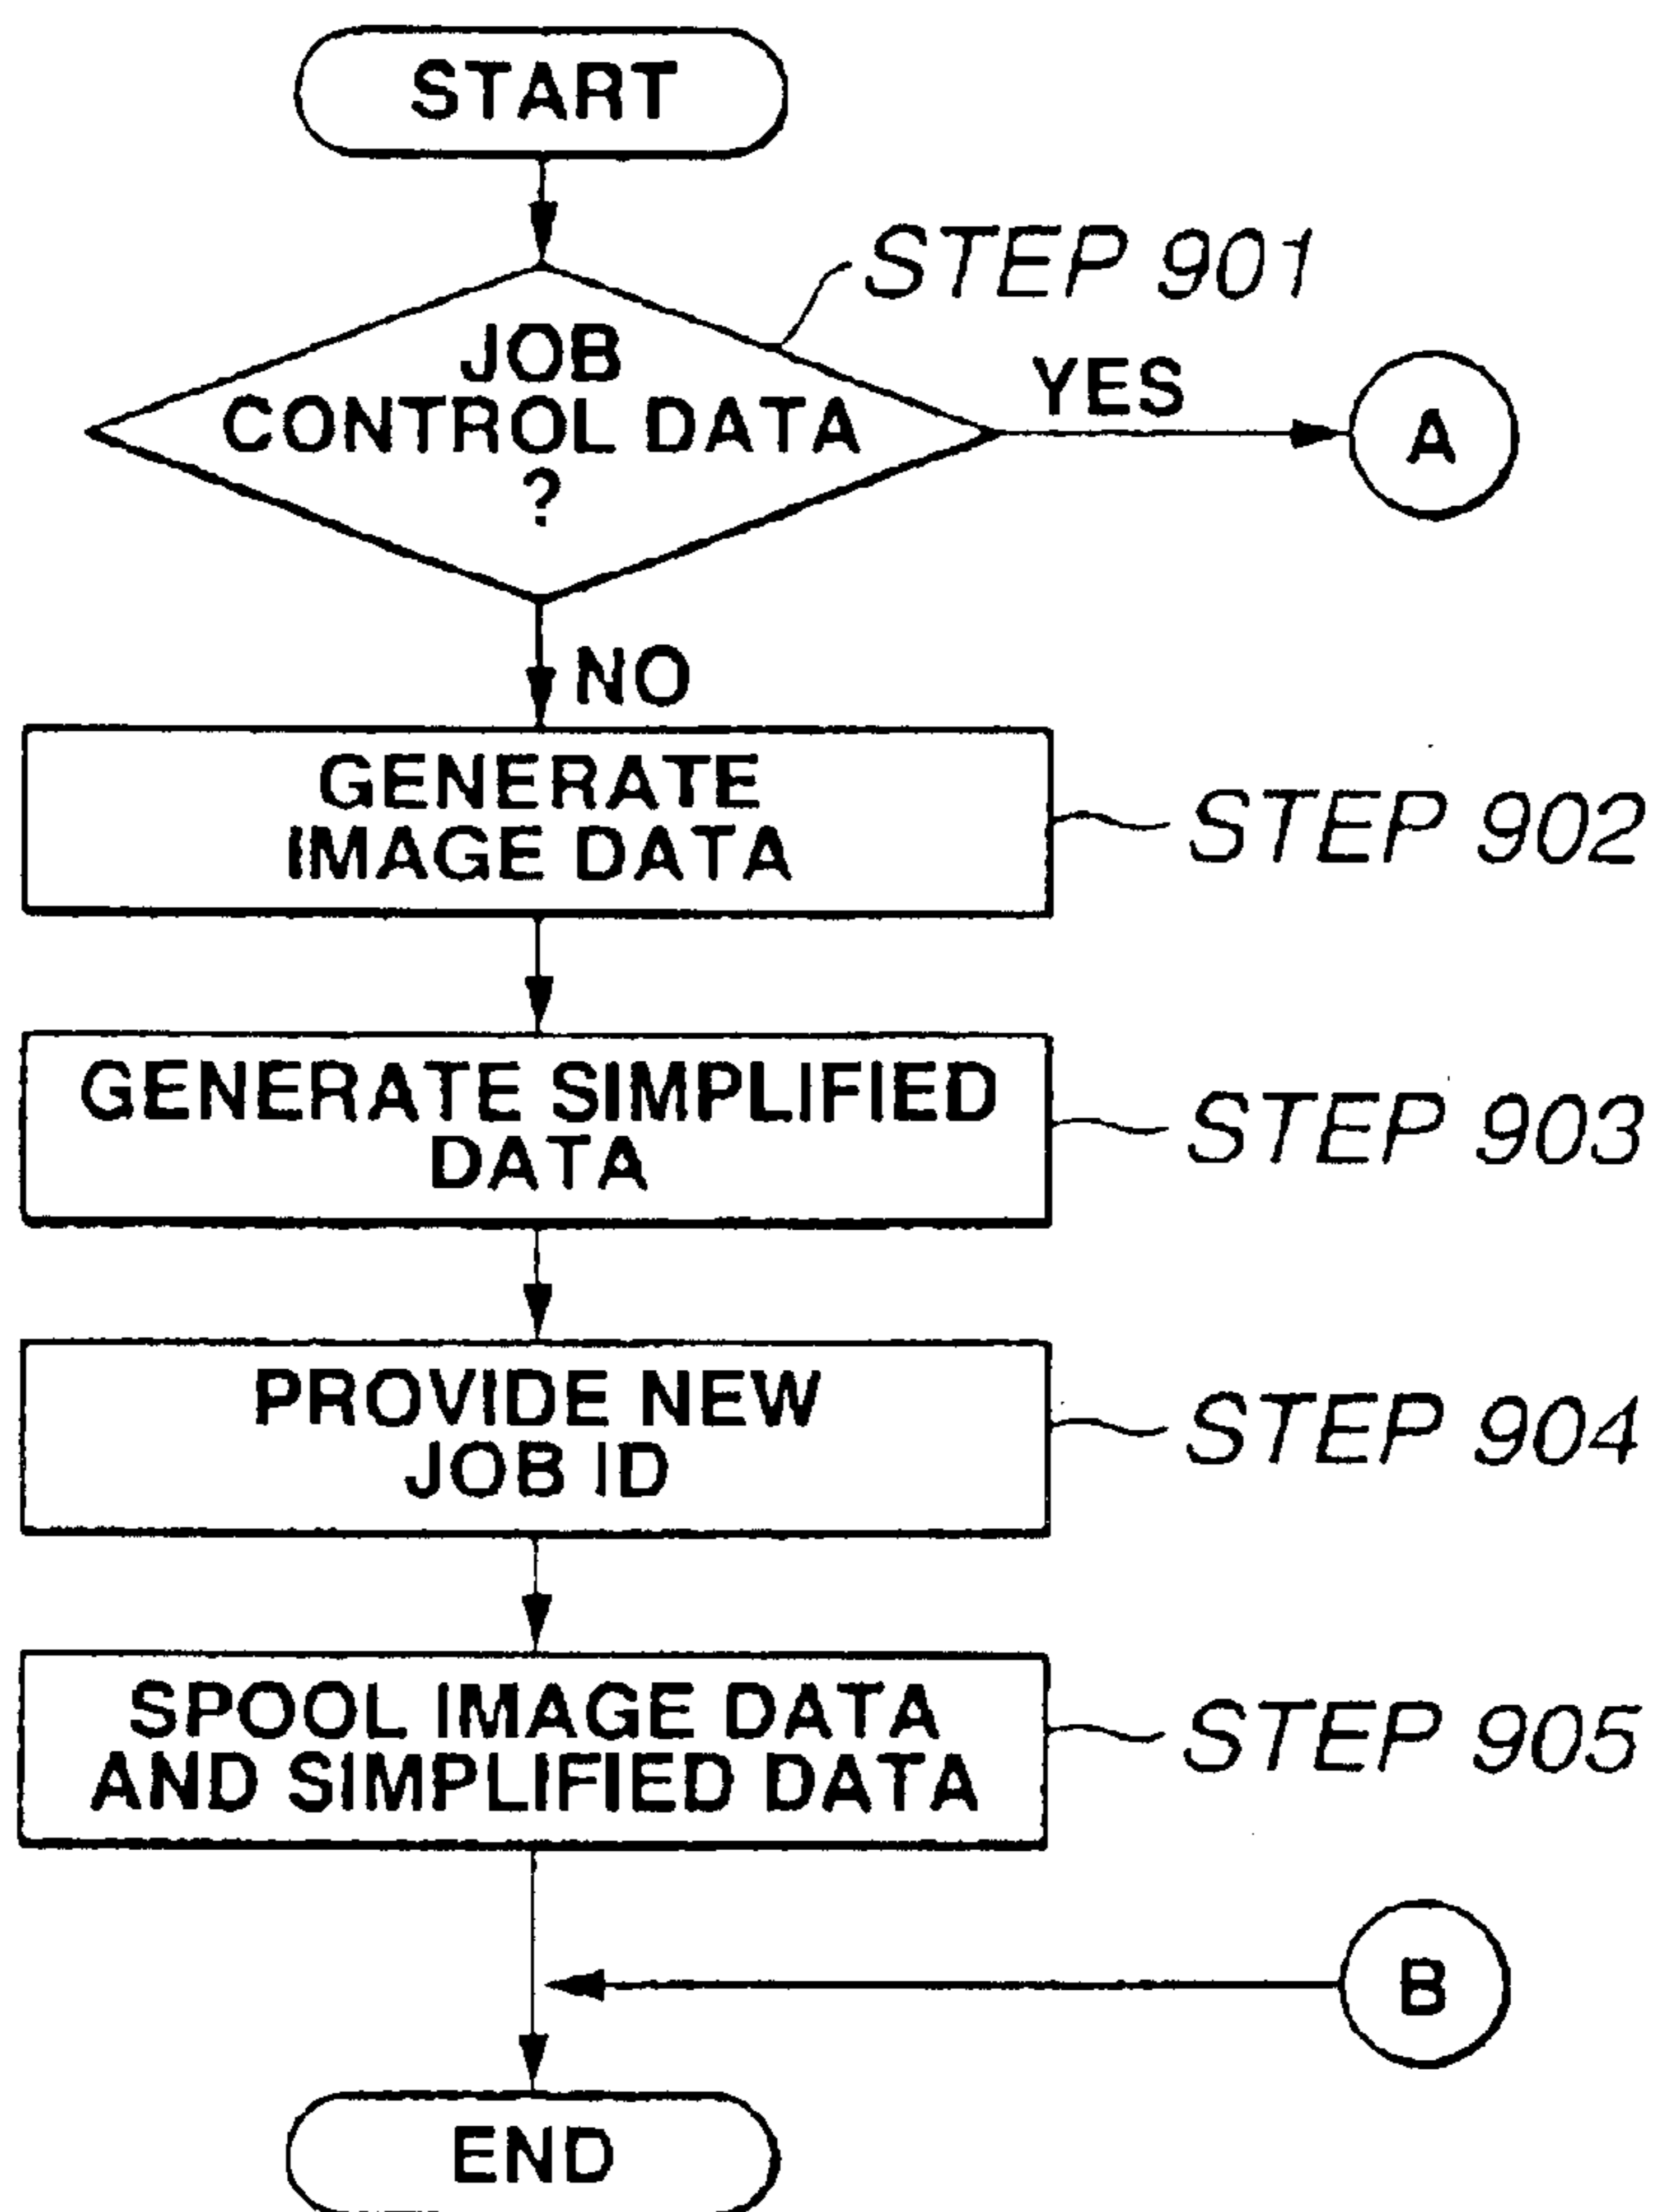 START
STEP 901
JOB
CONTROL DATA
?
YES
A
NO
GENERATE
IMAGE DATA
STEP 902
GENERATE SIMPLIFIED
DATA
STEP 903
PROVIDE NEW
JOB ID
STEP 904
SPOOL IMAGE DATA
AND SIMPLIFIED DATA
STEP 905
B
END